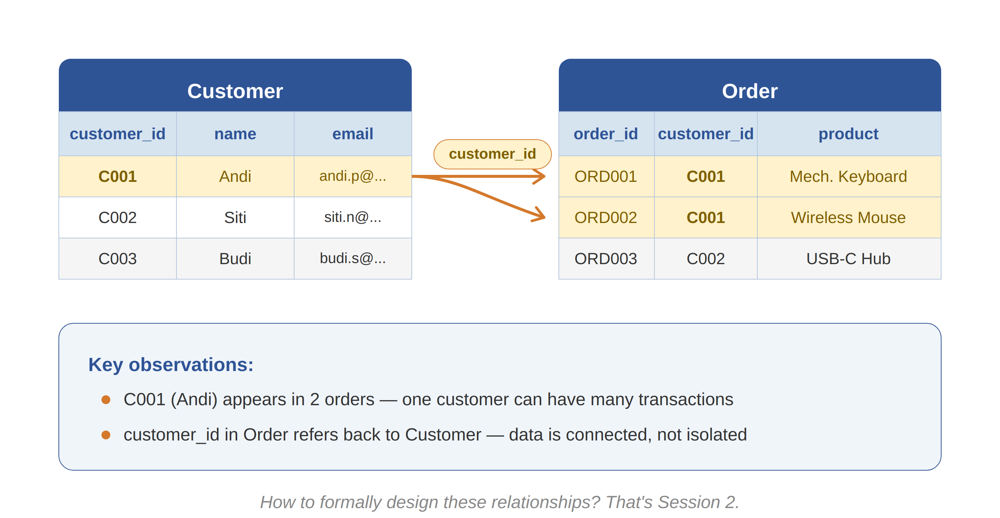 Customer
customer_id name email
C001 Andi andi.p@...
C002 Siti siti.n@...
C003 Budi budi.s@...
customer_id
Order
order_id customer_id product
ORD001 C001 Mech. Keyboard
ORD002 C001 Wireless Mouse
ORD003 C002 USB-C Hub
Key observations:
C001 (Andi) appears in 2 orders — one customer can have many transactions
customer_id in Order refers back to Customer — data is connected, not isolated
How to formally design these relationships? That's Session 2.